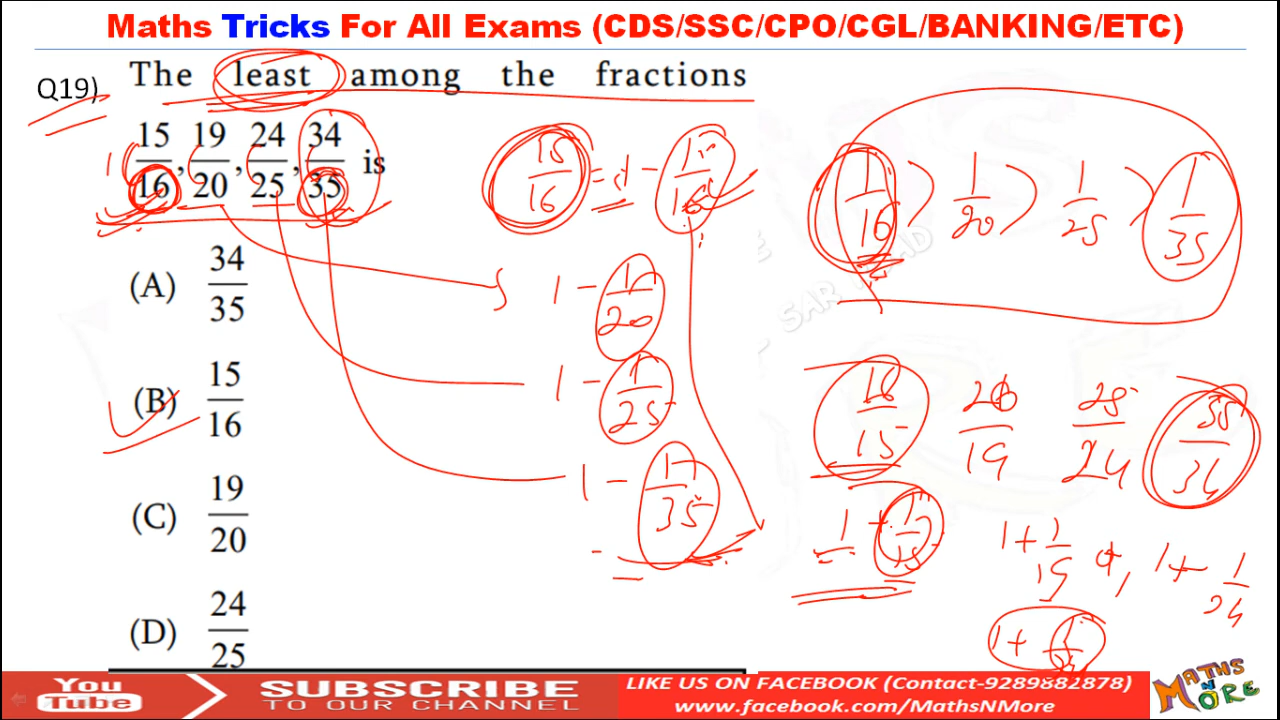 Maths Tricks For All Exams (CDS/SSC/CPO/CGL/BANKING/ETC)
Q19) The least among the fractions
15/16, 19/20, 24/25, 34/35 is
(A) 34/35
(B) 15/16
(C) 19/20
(D) 24/25
15/16 = 1 - 1/16
1 - 1/20
1 - 1/25
1 - 1/35
1/16 > 1/20 > 1/25 > 1/35
16/15 20/19 25/24 35/34
1 + 1/15
1 + 1/19, 1 + 1/24
You Tube
SUBSCRIBE
TO OUR CHANNEL
LIKE US ON FACEBOOK (Contact-9289882878)
www.facebook.com/MathsNMore
MATHS N MORE